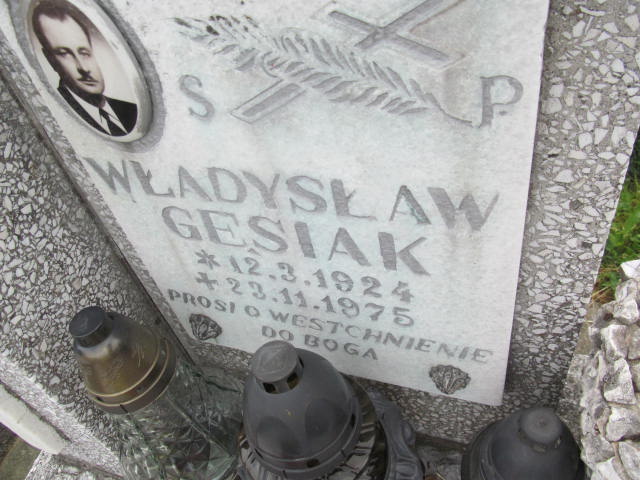 S P
WŁADYSŁAW
GĘSIAK
* 12.3.1924
+ 23.11.1975
PROSI O WESTCHNIENIE
DO BOGA